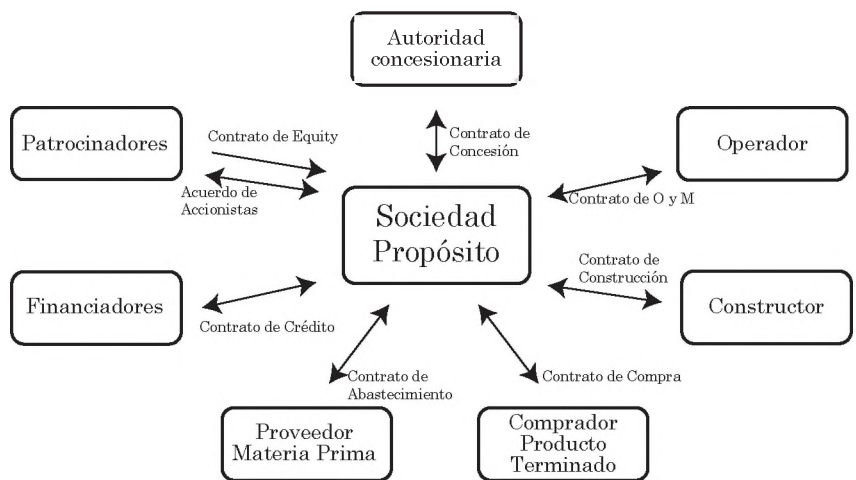 Autoridad
concesionaria
Patrocinadores
Contrato de Equity
Contrato de
Concesión
Operador
Acuerdo de
Accionistas
Contrato de O y M
Sociedad
Propósito
Contrato de
Construcción
Financiadores
Constructor
Contrato de Crédito
Contrato de
Abastecimiento
Contrato de Compra
Proveedor
Materia Prima
Comprador
Producto
Terminado